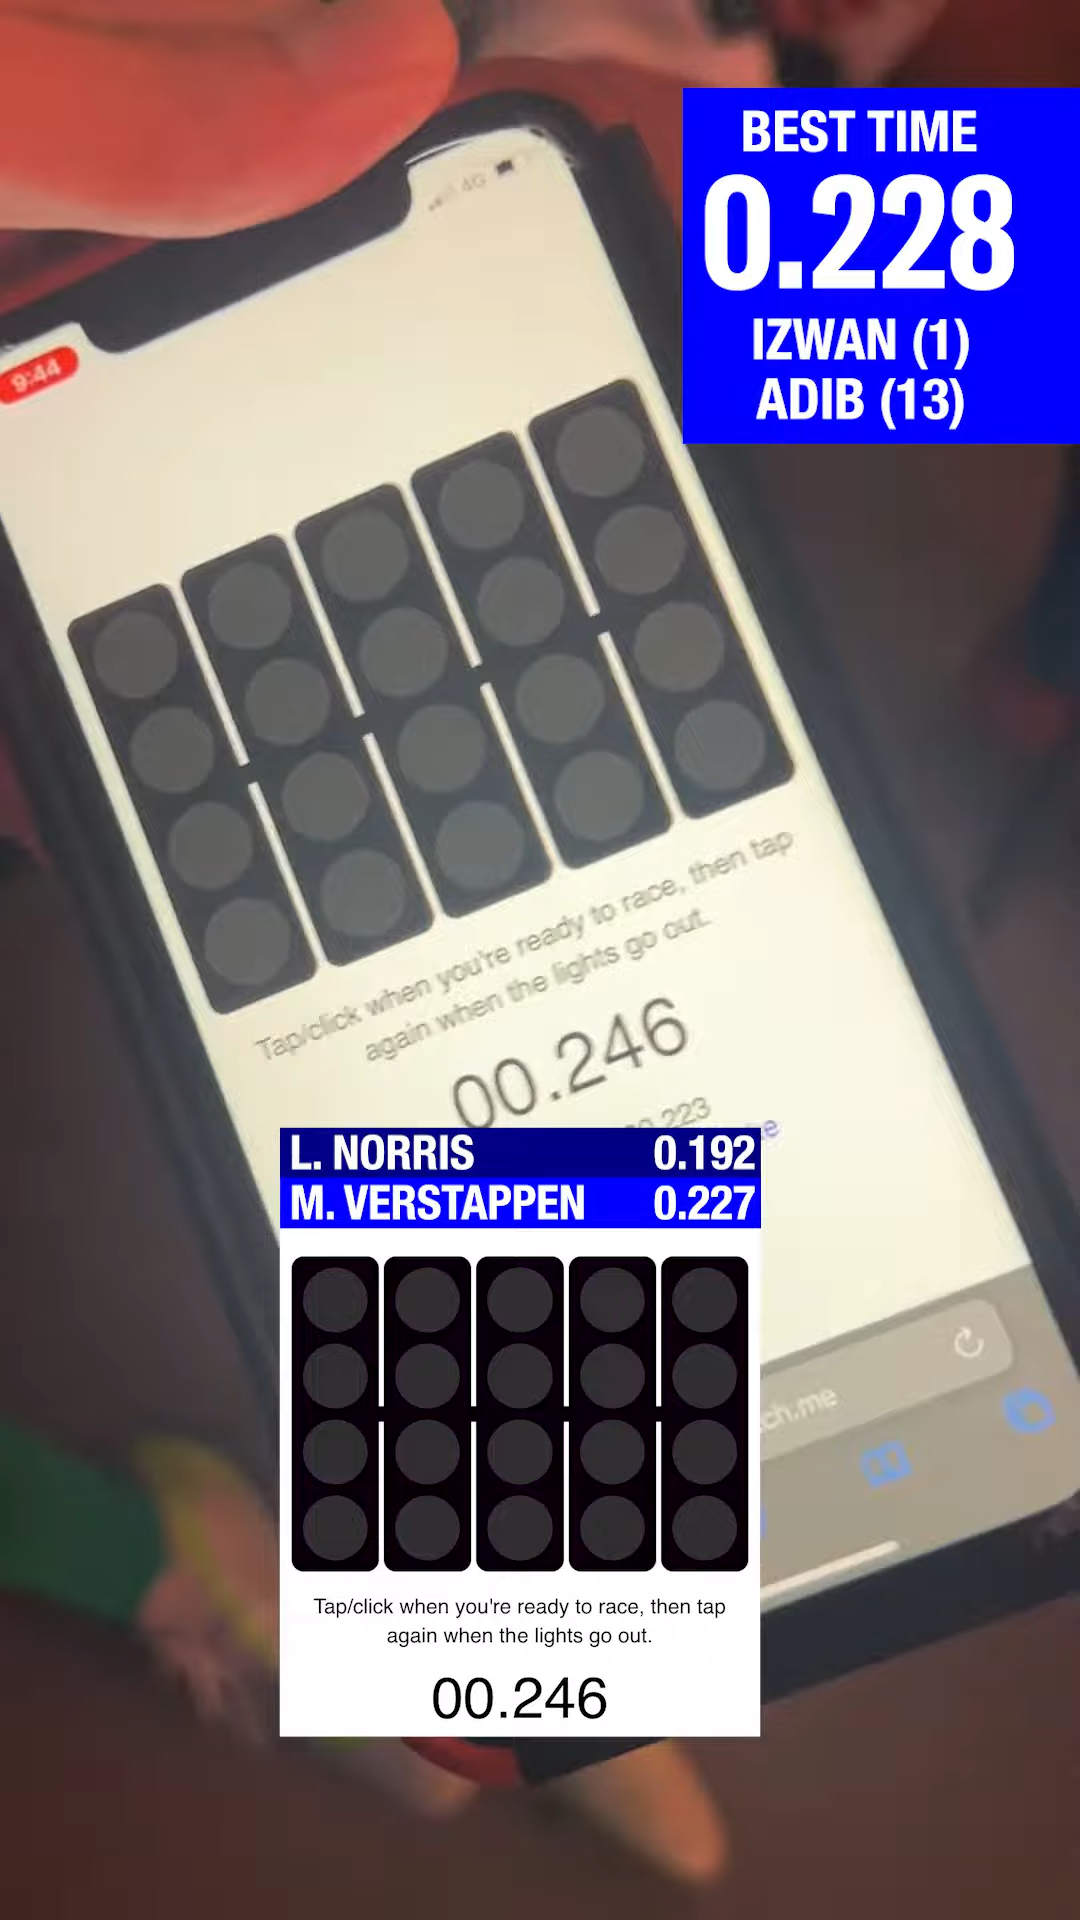 BEST TIME
0.228
IZWAN (1)
ADIB (13)
4G
9:44
Tap/click when you're ready to race, then tap
again when the lights go out.
00.246
L. NORRIS 0.192
M. VERSTAPPEN 0.227
Tap/click when you're ready to race, then tap
again when the lights go out.
00.246